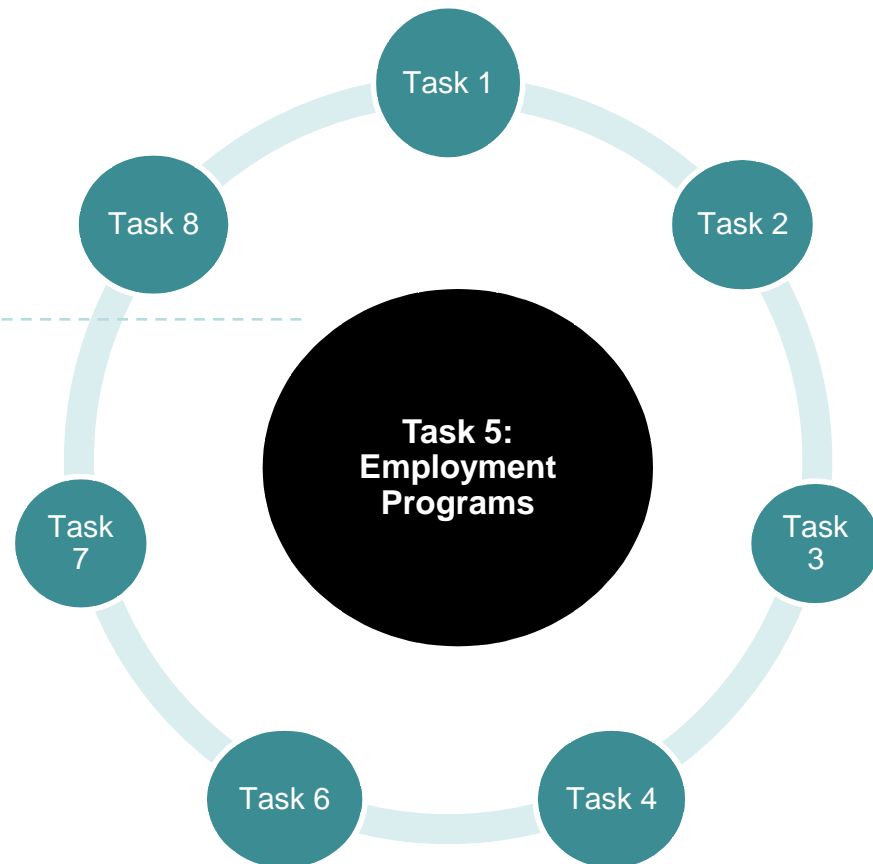 Task 1
Task 8
Task 2
Task 5:
Employment
Programs
Task
7
Task
3
Task 6
Task 4